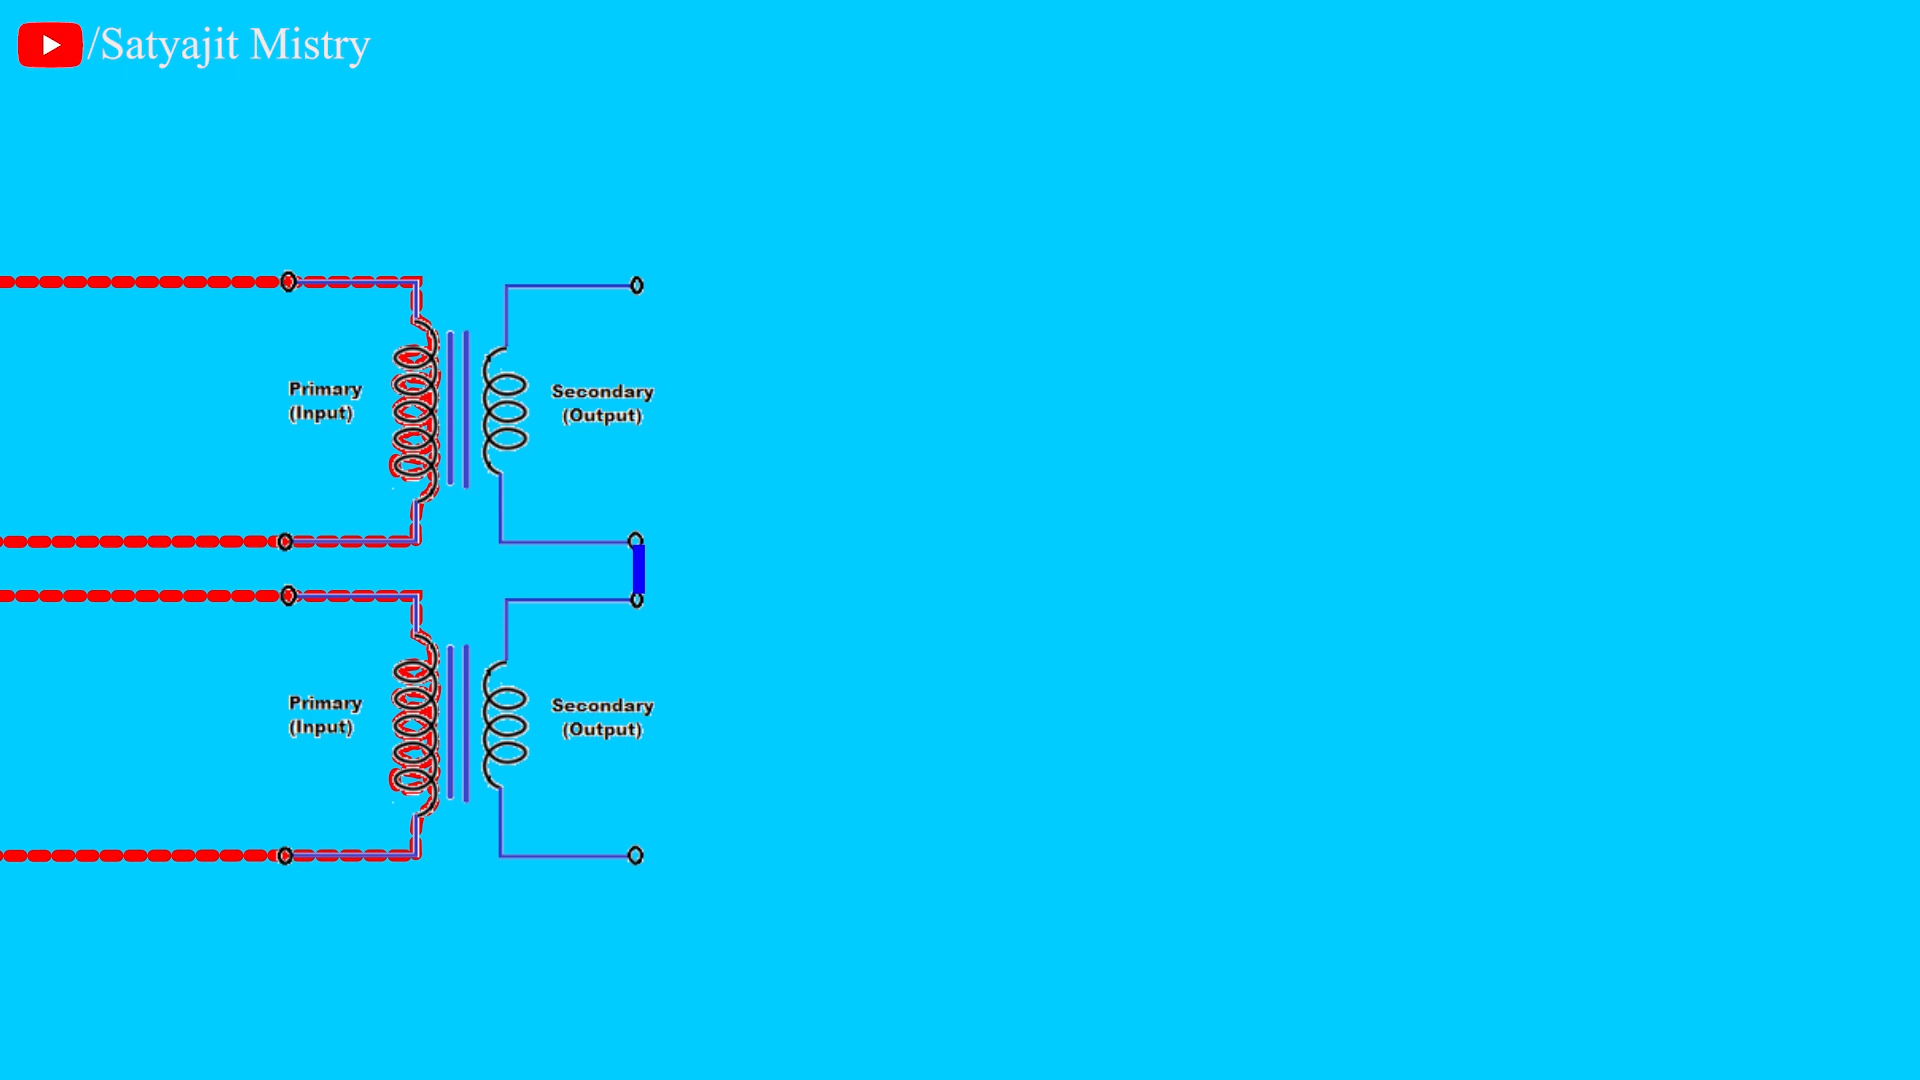 /Satyajit Mistry
Primary
(Input)
Secondary
(Output)
Primary
(Input)
Secondary
(Output)